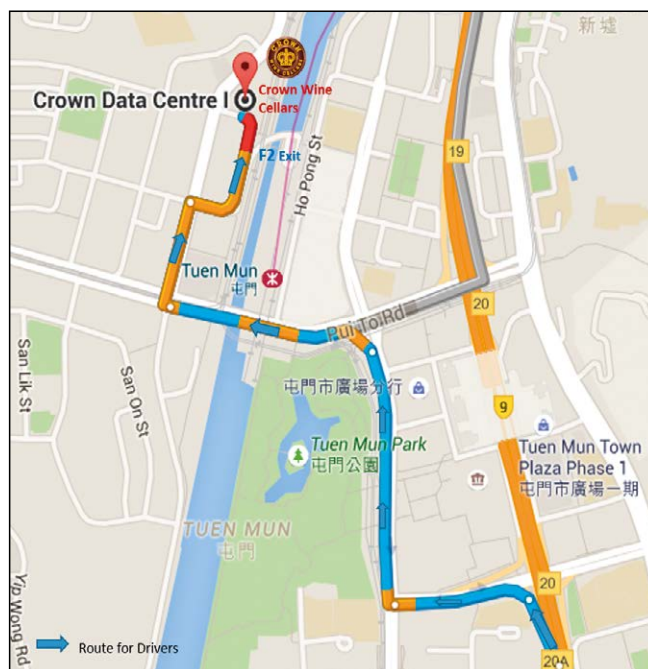 新墟
CROWN
WINE CELLARS
Crown Data Centre I
Crown Wine
Cellars
F2 Exit
Ho Pong St
19
Tuen Mun
屯門
20
Pui To Rd
San Lik St
San On St
屯門市廣場分行
9
Tuen Mun Park
屯門公園
Tuen Mun Town
Plaza Phase 1
屯門市廣場一期
TUEN MUN
屯門
Yip Wong Rd
20
Route for Drivers
20A